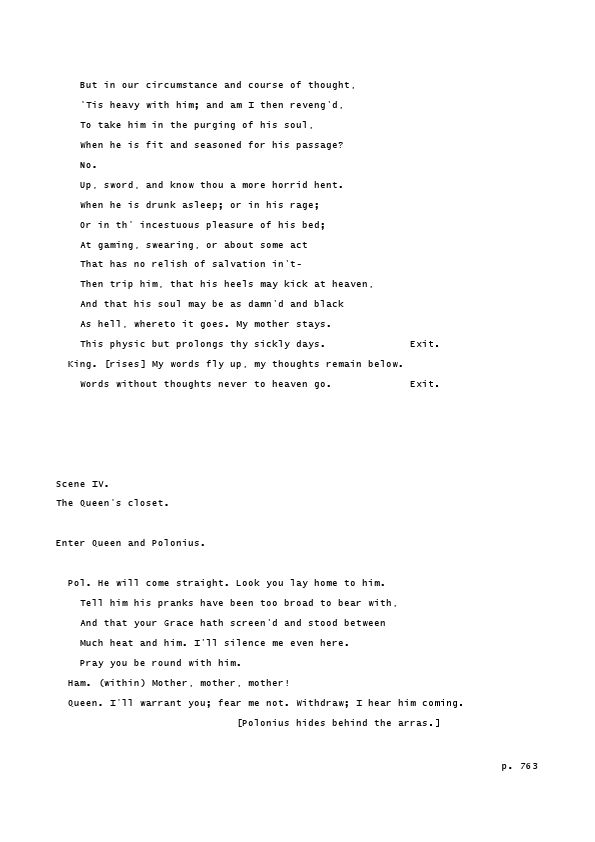 But in our circumstance and course of thought,
'Tis heavy with him; and am I then reveng'd,
To take him in the purging of his soul,
When he is fit and seasoned for his passage?
No.
Up, sword, and know thou a more horrid hent.
When he is drunk asleep; or in his rage;
Or in th' incestuous pleasure of his bed;
At gaming, swearing, or about some act
That has no relish of salvation in't-
Then trip him, that his heels may kick at heaven,
And that his soul may be as damn'd and black
As hell, whereto it goes. My mother stays.
This physic but prolongs thy sickly days. Exit.
King. [rises] My words fly up, my thoughts remain below.
Words without thoughts never to heaven go. Exit.
Scene IV.
The Queen's closet.
Enter Queen and Polonius.
Pol. He will come straight. Look you lay home to him.
Tell him his pranks have been too broad to bear with,
And that your Grace hath screen'd and stood between
Much heat and him. I'll silence me even here.
Pray you be round with him.
Ham. (within) Mother, mother, mother!
Queen. I'll warrant you; fear me not. Withdraw; I hear him coming.
[Polonius hides behind the arras.]
p. 763